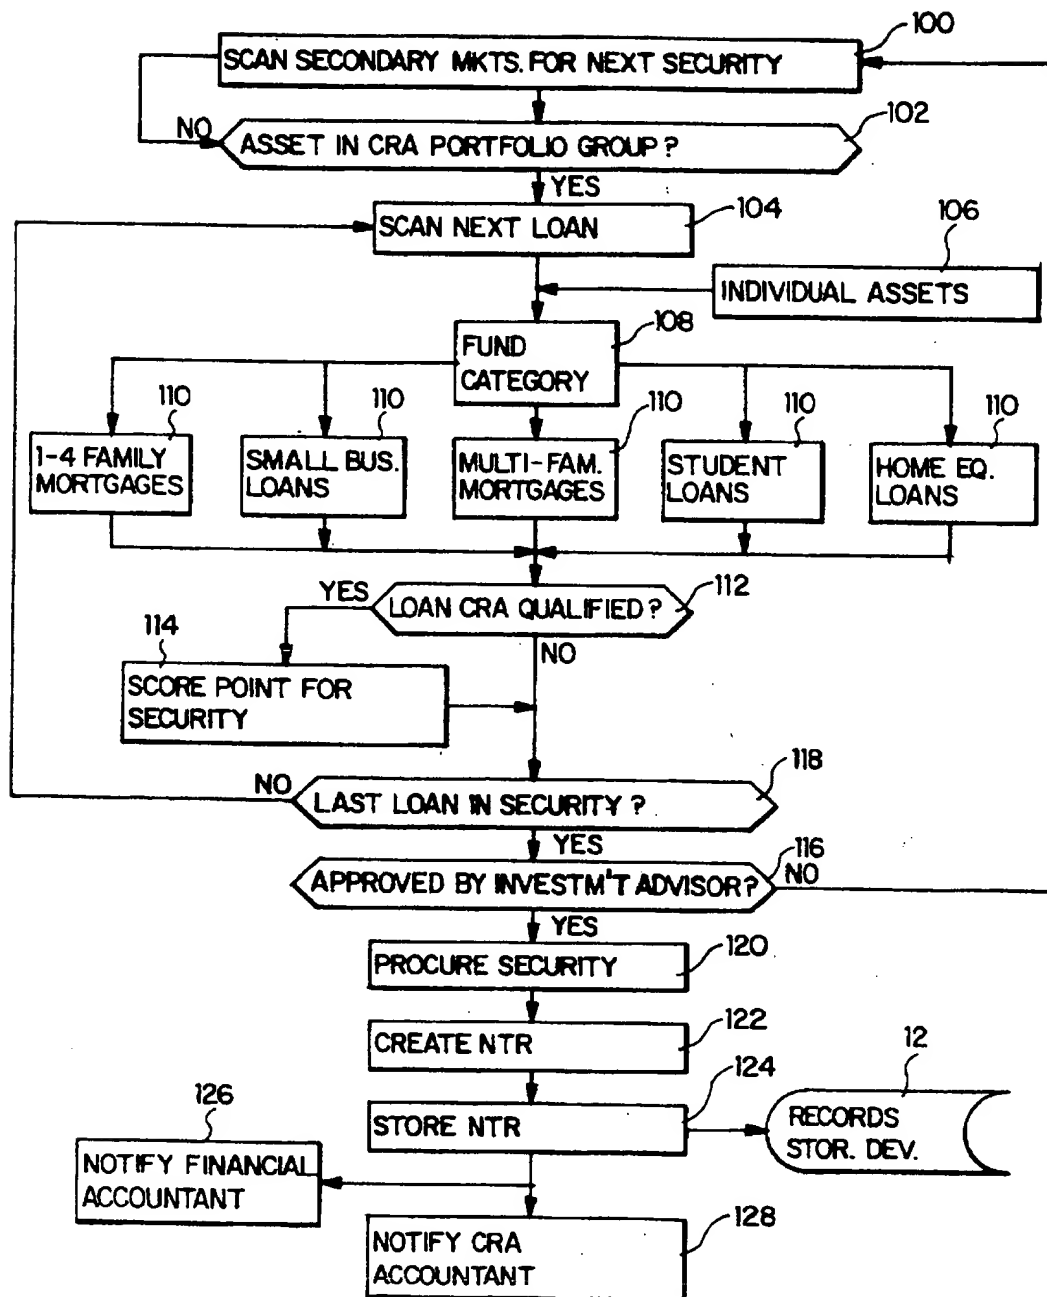 100
SCAN SECONDARY MKTS. FOR NEXT SECURITY
102
NO
ASSET IN CRA PORTFOLIO GROUP?
YES
104
SCAN NEXT LOAN
106
INDIVIDUAL ASSETS
108
FUND
CATEGORY
110
1-4 FAMILY
MORTGAGES
110
SMALL BUS.
LOANS
110
MULTI-FAM.
MORTGAGES
110
STUDENT
LOANS
110
HOME EQ.
LOANS
112
YES
LOAN CRA QUALIFIED?
NO
114
SCORE POINT FOR
SECURITY
118
NO
LAST LOAN IN SECURITY?
YES
116
APPROVED BY INVESTM'T ADVISOR?
NO
YES
120
PROCURE SECURITY
122
CREATE NTR
124
STORE NTR
12
RECORDS
STOR. DEV.
126
NOTIFY FINANCIAL
ACCOUNTANT
128
NOTIFY CRA
ACCOUNTANT